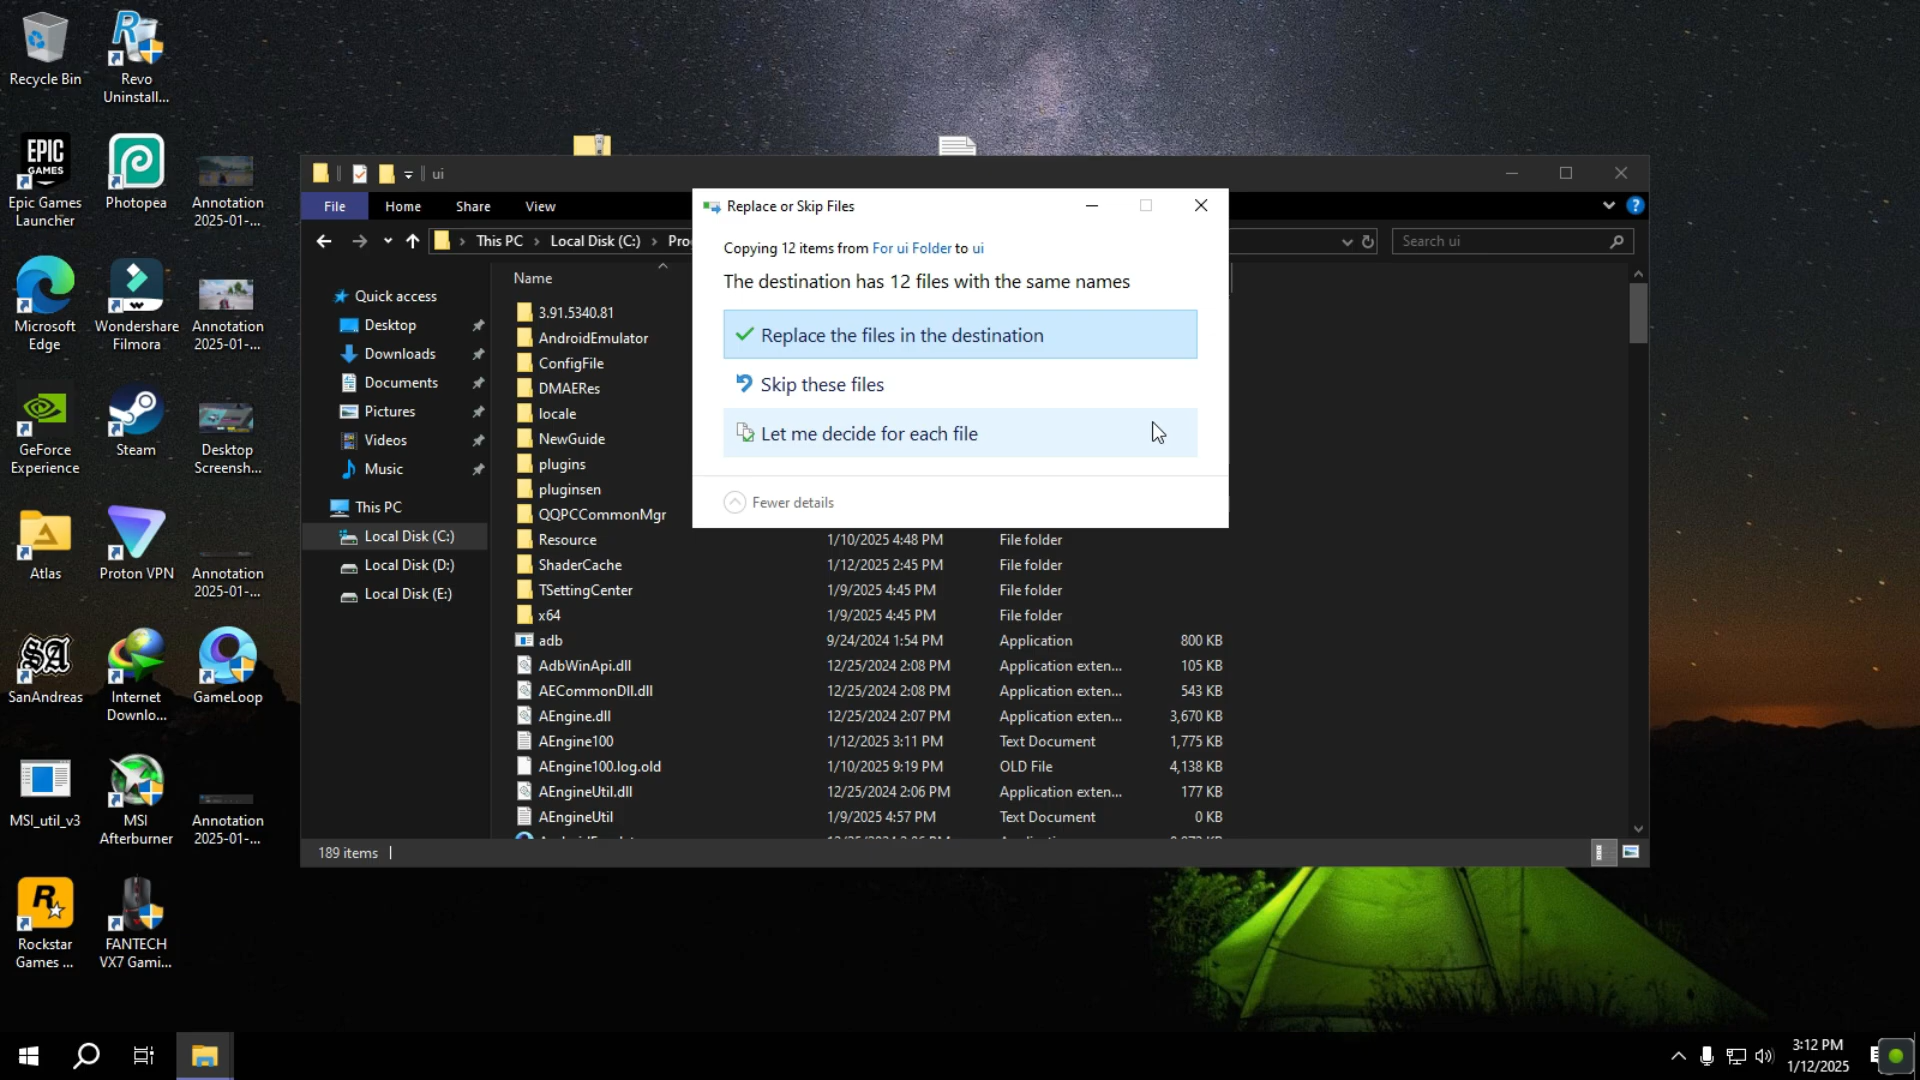 Recycle Bin
Revo
Uninstall...
EPIC
GAMES
Epic Games
Launcher
Photopea
Annotation
2025-01-...
Microsoft
Edge
Wondershare
Filmora
Annotation
2025-01-...
GeForce
Experience
Steam
Desktop
Screensh...
Atlas
Proton VPN
Annotation
2025-01-...
SanAndreas
Internet
Downlo...
GameLoop
MSI_util_v3
MSI
Afterburner
Annotation
2025-01-...
Rockstar
Games ...
FANTECH
VX7 Gami...
ui
File
Home
Share
View
This PC
Local Disk (C:)
Pro
Search ui
Quick access
Desktop
Downloads
Documents
Pictures
Videos
Music
This PC
Local Disk (C:)
Local Disk (D:)
Local Disk (E:)
Name
3.91.5340.81
AndroidEmulator
ConfigFile
DMAERes
locale
NewGuide
plugins
pluginsen
QQPCCommonMgr
Resource 1/10/2025 4:48 PM File folder
ShaderCache 1/12/2025 2:45 PM File folder
TSettingCenter 1/9/2025 4:45 PM File folder
x64 1/9/2025 4:45 PM File folder
adb 9/24/2024 1:54 PM Application 800 KB
AdbWinApi.dll 12/25/2024 2:08 PM Application exten... 105 KB
AECommonDll.dll 12/25/2024 2:08 PM Application exten... 543 KB
AEngine.dll 12/25/2024 2:07 PM Application exten... 3,670 KB
AEngine100 1/12/2025 3:11 PM Text Document 1,775 KB
AEngine100.log.old 1/10/2025 9:19 PM OLD File 4,138 KB
AEngineUtil.dll 12/25/2024 2:06 PM Application exten... 177 KB
AEngineUtil 1/9/2025 4:57 PM Text Document 0 KB
189 items
Replace or Skip Files
Copying 12 items from For ui Folder to ui
The destination has 12 files with the same names
Replace the files in the destination
Skip these files
Let me decide for each file
Fewer details
3:12 PM
1/12/2025